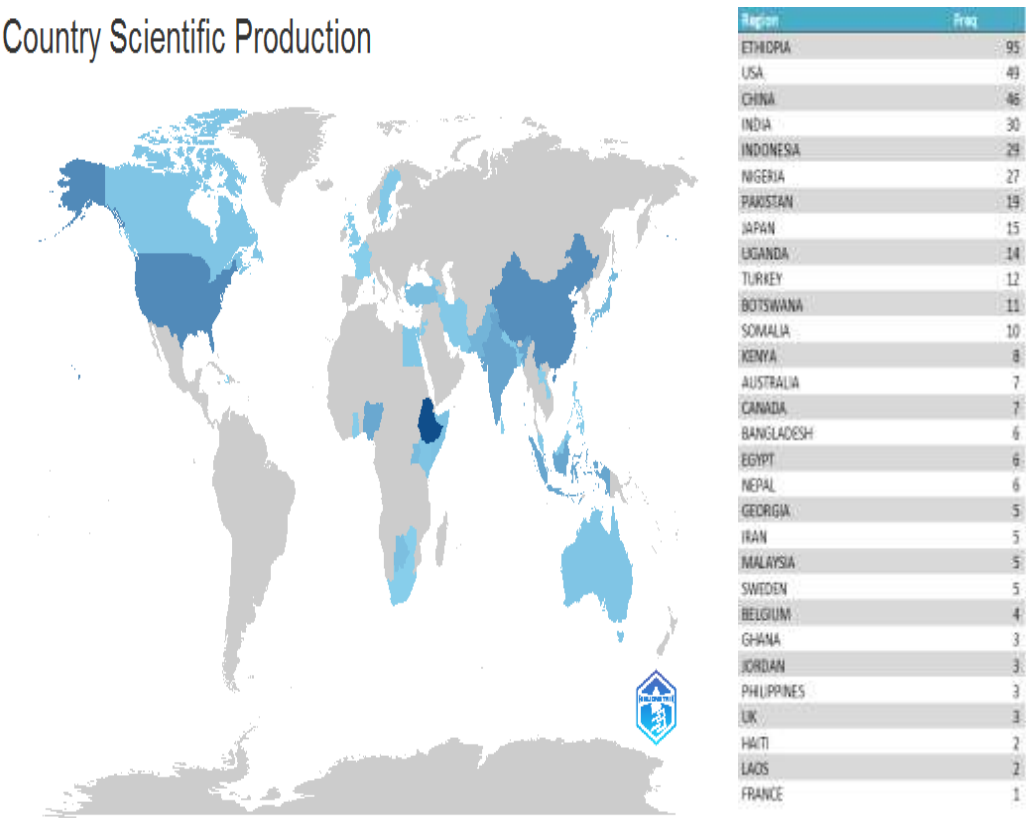 Country Scientific Production
Region Freq
ETHIOPIA 95
USA 49
CHINA 46
INDIA 30
INDONESIA 29
NIGERIA 27
PAKISTAN 19
JAPAN 15
UGANDA 14
TURKEY 12
BOTSWANA 11
SOMALIA 10
KENYA 8
AUSTRALIA 7
CANADA 7
BANGLADESH 6
EGYPT 6
NEPAL 6
GEORGIA 5
IRAN 5
MALAYSIA 5
SWEDEN 5
BELGIUM 4
GHANA 3
JORDAN 3
PHILIPPINES 3
UK 3
HAITI 2
LAOS 2
FRANCE 1